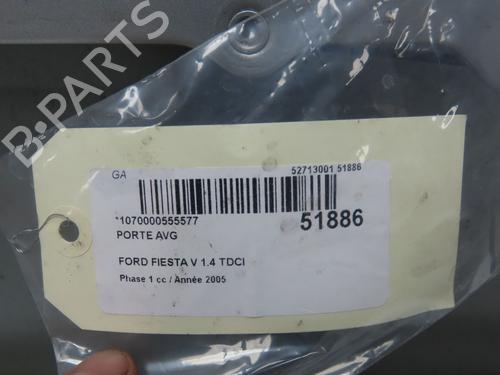 B-PARTS
GA
52713001 51886
*1070000555577
51886
PORTE AVG
FORD FIESTA V 1.4 TDCI
Phase 1 cc / Année 2005